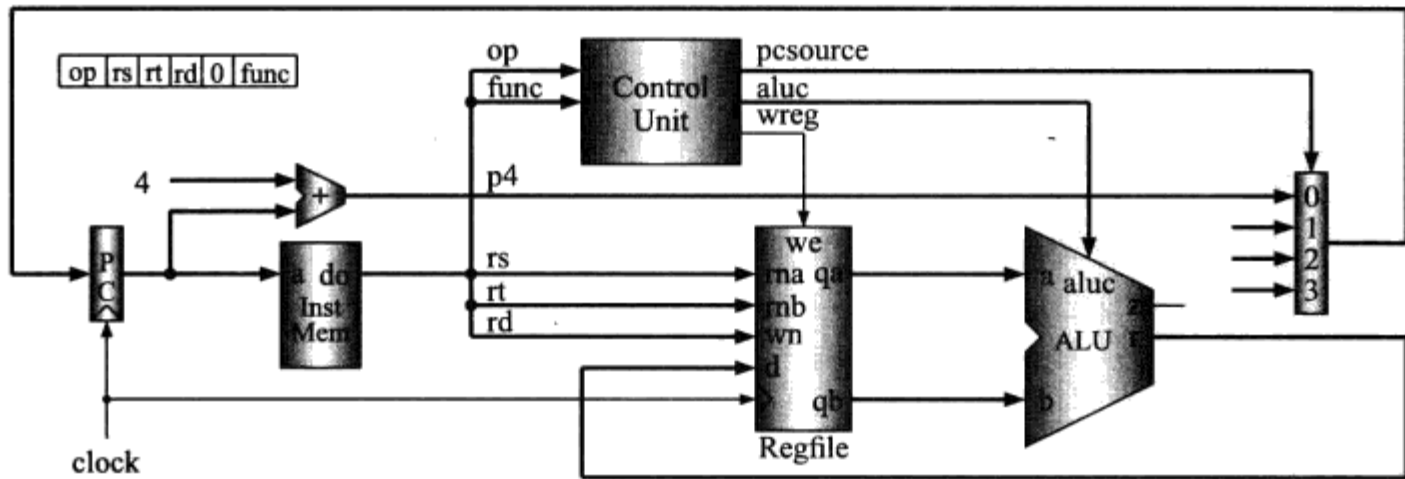 op rs rt rd 0 func
op
func
Control
Unit
pcsource
aluc
wreg
4
+
p4
0
1
2
3
P
C
a do
Inst
Mem
rs
rt
rd
we
rna qa
rnb
wn
d
qb
Regfile
a
aluc
z
ALU
r
b
clock